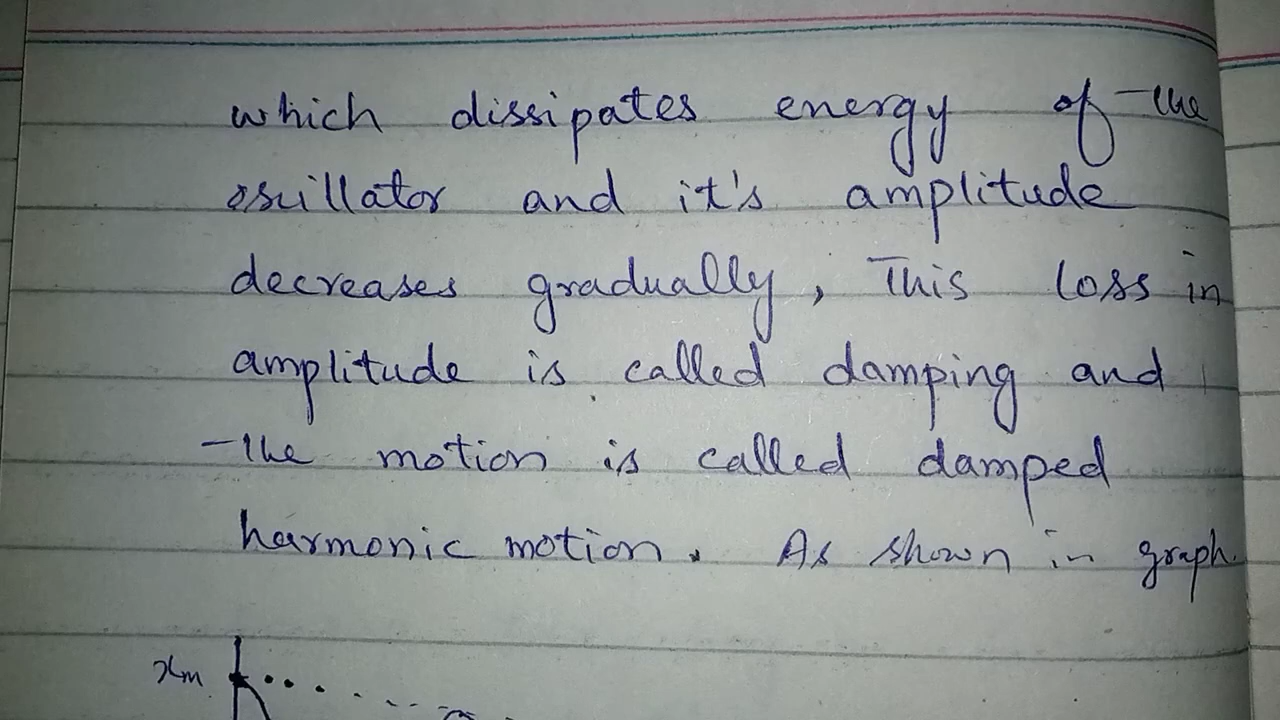 which dissipates energy of the
oscillator and it's amplitude
decreases gradually, This loss in
amplitude is called damping and
the motion is called damped
harmonic motion. As shown in graph.
xm